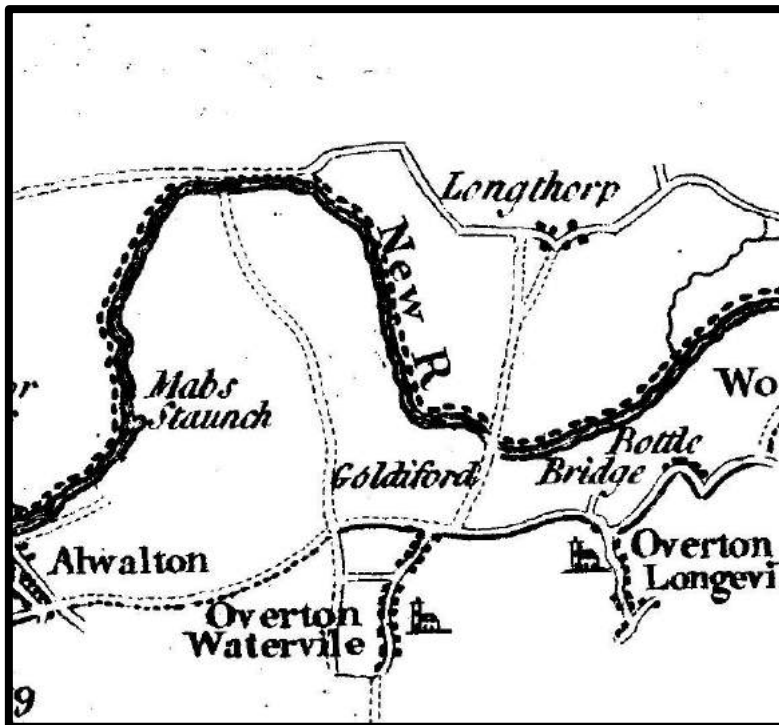 Longthorp
New R
Mabs
Staunch
Wo
Goldiford
Bottle
Bridge
Alwalton
Overton
Longevi
Overton
Watervile
9